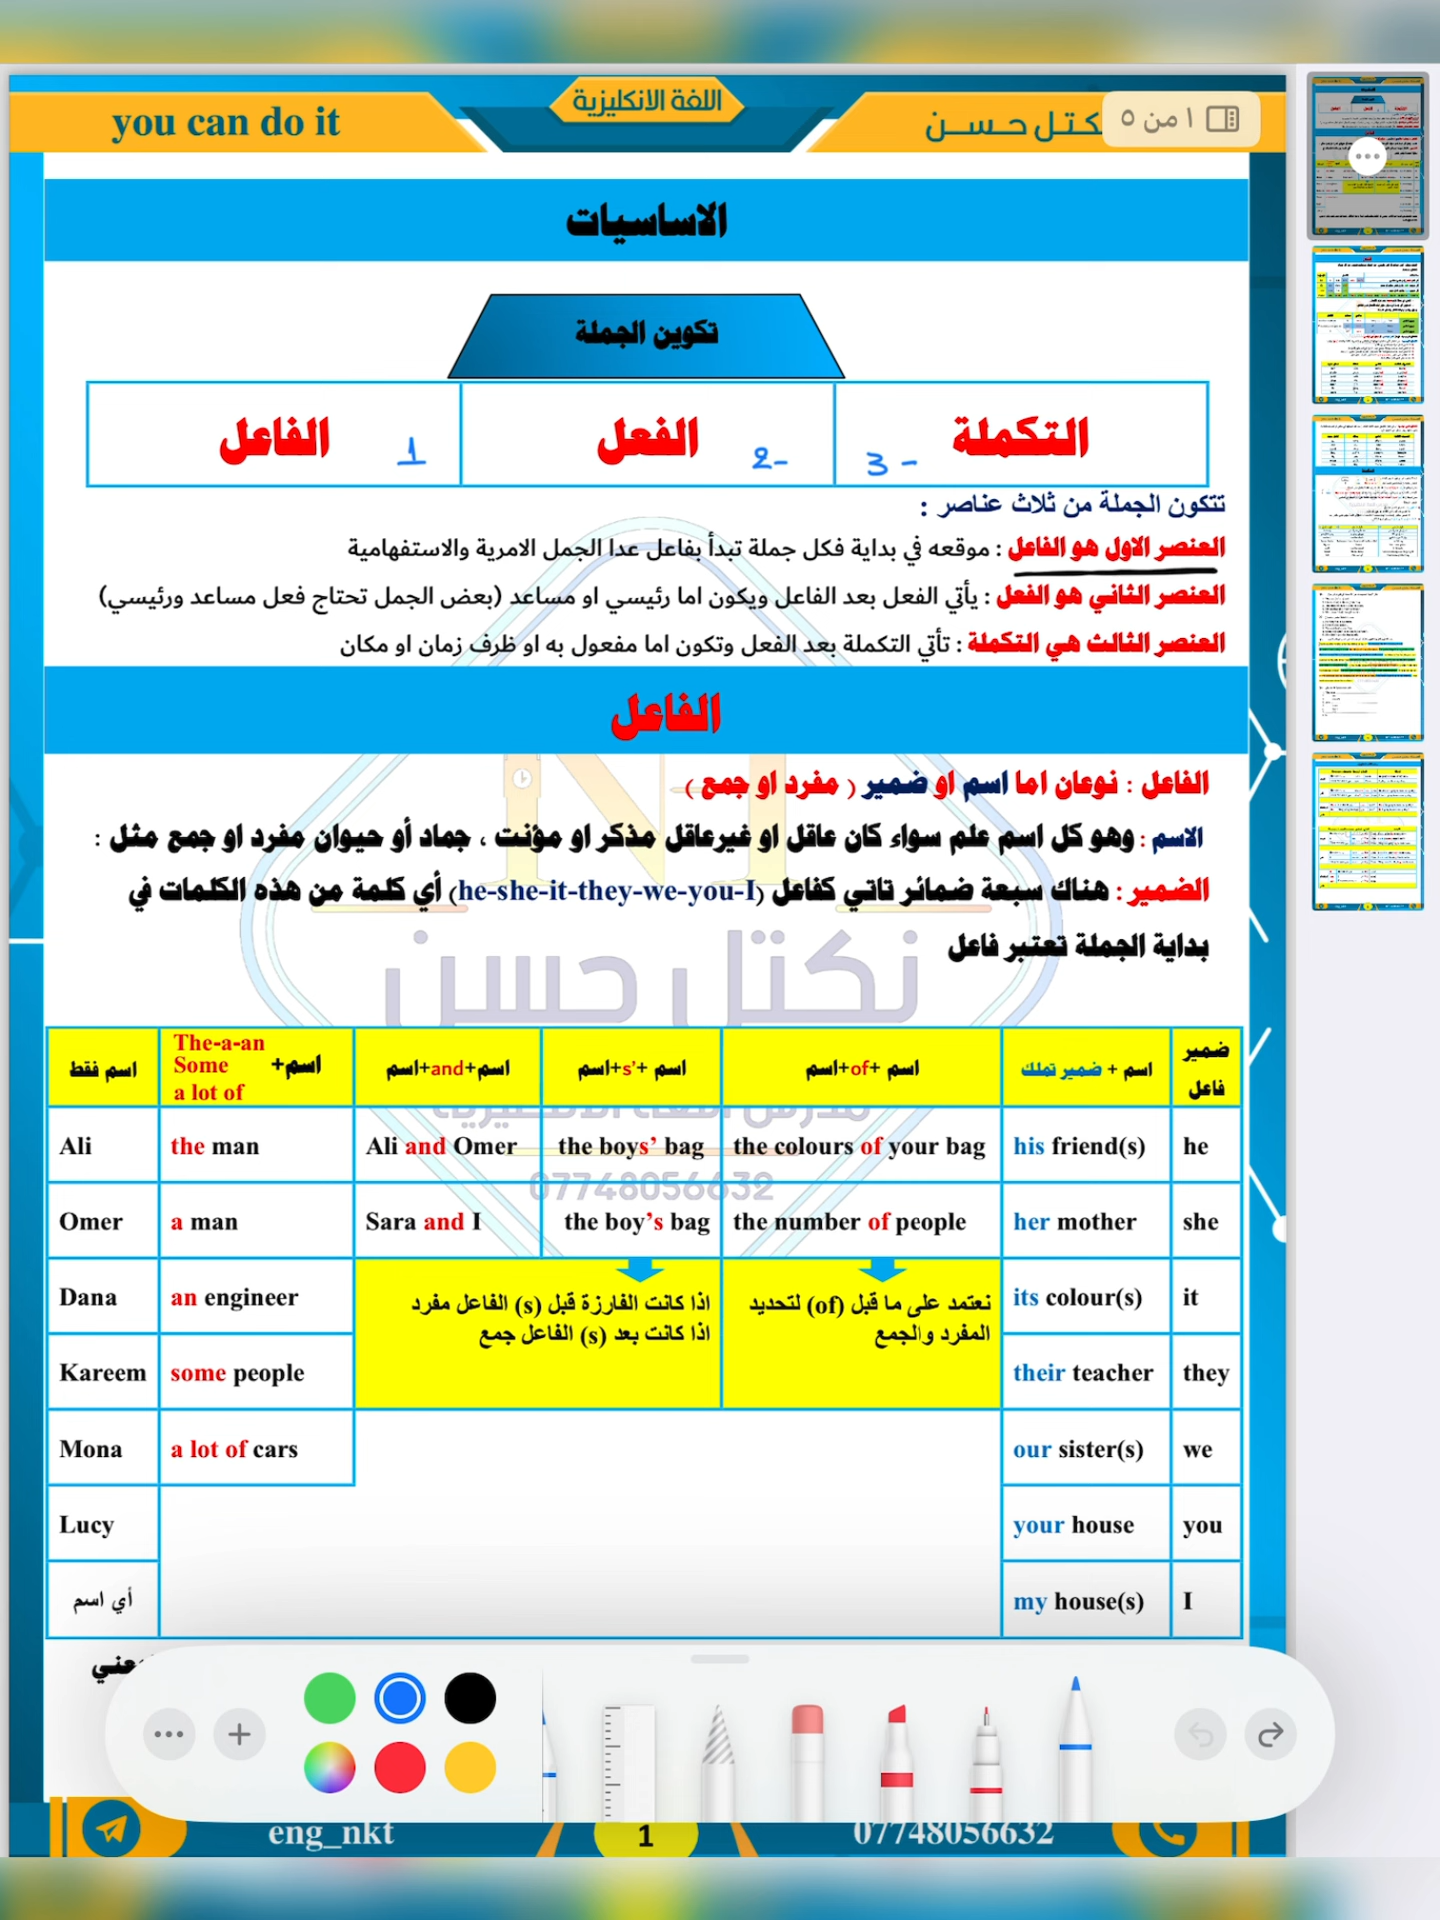 you can do it
اللغة الانكليزية
كتل حسن
١ من ٥
الاساسيات
تكوين الجملة
الفاعل 1
الفعل 2-
التكملة 3 -
تتكون الجملة من ثلاث عناصر :
العنصر الاول هو الفاعل : موقعه في بداية فكل جملة تبدأ بفاعل عدا الجمل الامرية والاستفهامية
العنصر الثاني هو الفعل : يأتي الفعل بعد الفاعل ويكون اما رئيسي او مساعد (بعض الجمل تحتاج فعل مساعد ورئيسي)
العنصر الثالث هي التكملة : تأتي التكملة بعد الفعل وتكون اما مفعول به او ظرف زمان او مكان
الفاعل
الفاعل : نوعان اما اسم او ضمير ( مفرد او جمع )
الاسم : وهو كل اسم علم سواء كان عاقل او غيرعاقل مذكر او مؤنت ، جماد أو حيوان مفرد او جمع مثل :
الضمير : هناك سبعة ضمائر تاتي كفاعل (he-she-it-they-we-you-I) أي كلمة من هذه الكلمات في
بداية الجملة تعتبر فاعل
نكتل حسن
07748056632
اسم فقط | The-a-an Some a lot of +اسم | اسم+and+اسم | اسم +s’+اسم | اسم +of+اسم | اسم + ضمير تملك | ضمير فاعل
Ali | the man | Ali and Omer | the boys’ bag | the colours of your bag | his friend(s) | he
Omer | a man | Sara and I | the boy’s bag | the number of people | her mother | she
Dana | an engineer | its colour(s) | it
اذا كانت الفارزة قبل (s) الفاعل مفرد
اذا كانت بعد (s) الفاعل جمع
نعتمد على ما قبل (of) لتحديد
المفرد والجمع
Kareem | some people | their teacher | they
Mona | a lot of cars | our sister(s) | we
Lucy | your house | you
أي اسم | my house(s) | I
eng_nkt
1
07748056632